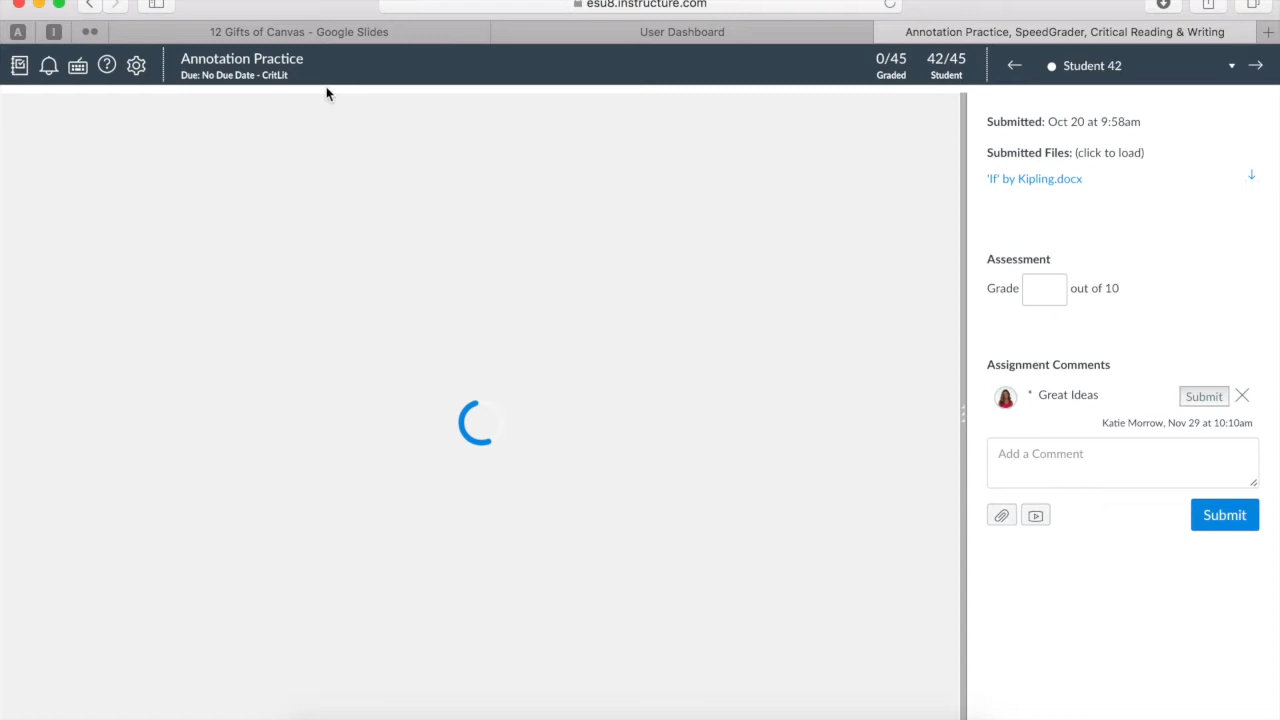 esu8.instructure.com
A
I
12 Gifts of Canvas - Google Slides
User Dashboard
Annotation Practice, SpeedGrader, Critical Reading & Writing
Annotation Practice
Due: No Due Date - CritLit
0/45
Graded
42/45
Student
Student 42
Submitted: Oct 20 at 9:58am
Submitted Files: (click to load)
'If' by Kipling.docx
Assessment
Grade out of 10
Assignment Comments
* Great Ideas Submit
Katie Morrow, Nov 29 at 10:10am
Add a Comment
Submit